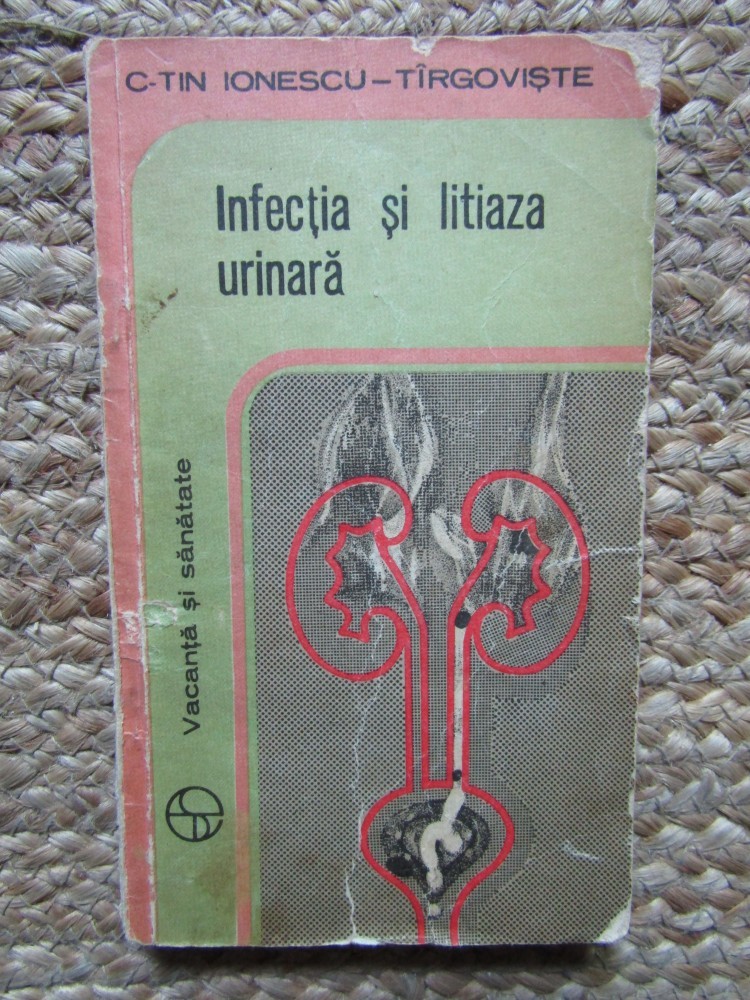 C-TIN IONESCU-TÎRGOVIȘTE
Infecția și litiaza
urinară
Vacanță și sănătate